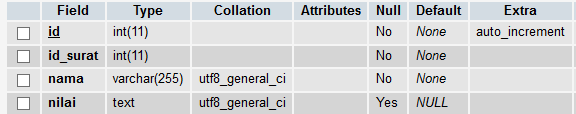 Field Type Collation Attributes Null Default Extra
id int(11) No None auto_increment
id_surat int(11) No None
nama varchar(255) utf8_general_ci No None
nilai text utf8_general_ci Yes NULL